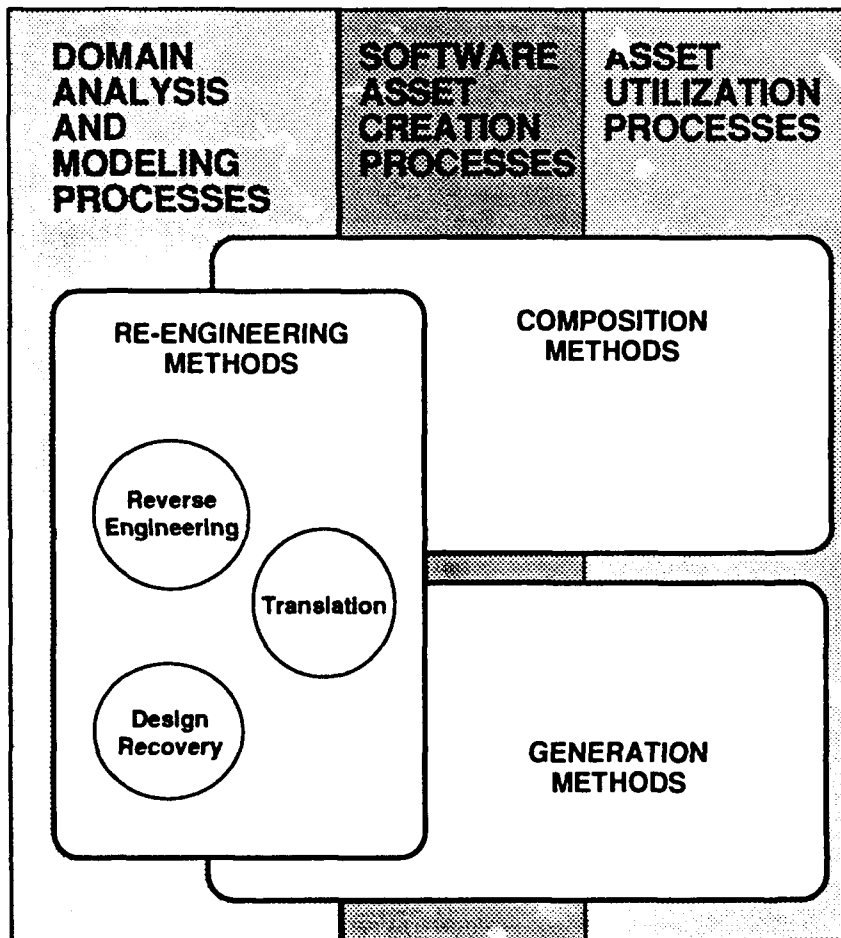 DOMAIN
ANALYSIS
AND
MODELING
PROCESSES
SOFTWARE
ASSET
CREATION
PROCESSES
ASSET
UTILIZATION
PROCESSES
RE-ENGINEERING
METHODS
COMPOSITION
METHODS
Reverse
Engineering
Translation
Design
Recovery
GENERATION
METHODS